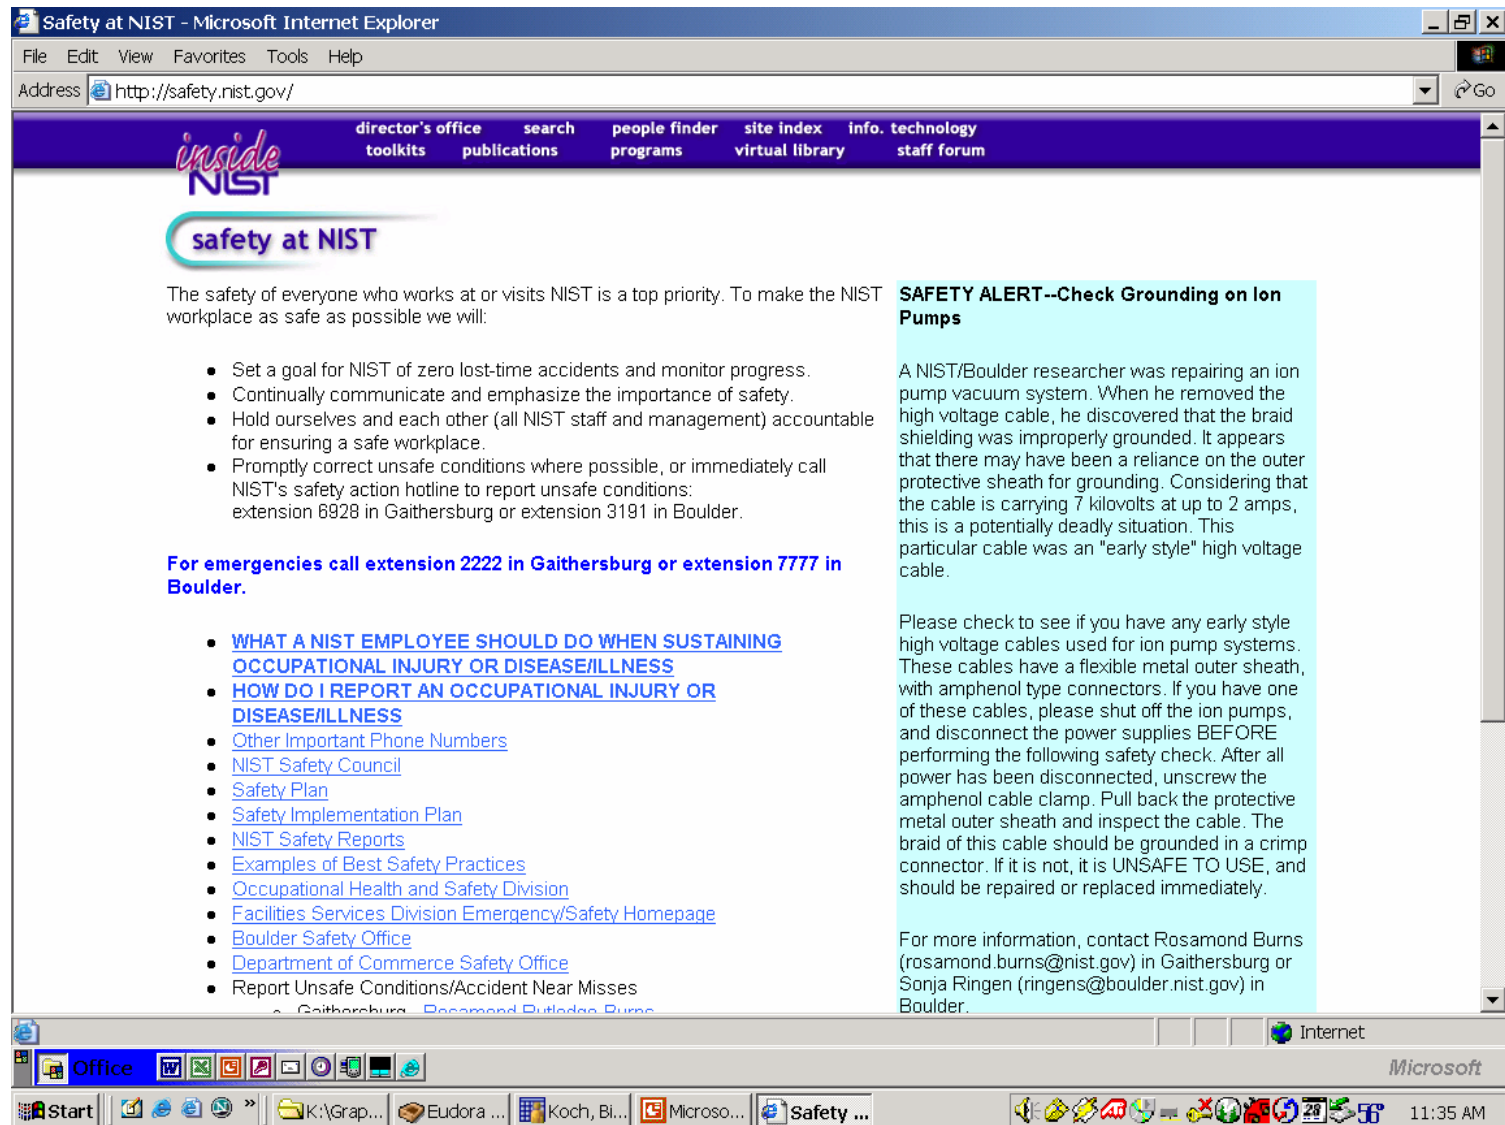 Safety at NIST - Microsoft Internet Explorer
File Edit View Favorites Tools Help
Address http://safety.nist.gov/ Go
director's office search people finder site index info. technology
toolkits publications programs virtual library staff forum
inside
NIST
safety at NIST
The safety of everyone who works at or visits NIST is a top priority. To make the NIST
workplace as safe as possible we will:
Set a goal for NIST of zero lost-time accidents and monitor progress.
Continually communicate and emphasize the importance of safety.
Hold ourselves and each other (all NIST staff and management) accountable
for ensuring a safe workplace.
Promptly correct unsafe conditions where possible, or immediately call
NIST's safety action hotline to report unsafe conditions:
extension 6928 in Gaithersburg or extension 3191 in Boulder.
For emergencies call extension 2222 in Gaithersburg or extension 7777 in
Boulder.
WHAT A NIST EMPLOYEE SHOULD DO WHEN SUSTAINING
OCCUPATIONAL INJURY OR DISEASE/ILLNESS
HOW DO I REPORT AN OCCUPATIONAL INJURY OR
DISEASE/ILLNESS
Other Important Phone Numbers
NIST Safety Council
Safety Plan
Safety Implementation Plan
NIST Safety Reports
Examples of Best Safety Practices
Occupational Health and Safety Division
Facilities Services Division Emergency/Safety Homepage
Boulder Safety Office
Department of Commerce Safety Office
Report Unsafe Conditions/Accident Near Misses
Gaithersburg - Rosamond Rutledge-Burns
SAFETY ALERT--Check Grounding on Ion
Pumps
A NIST/Boulder researcher was repairing an ion
pump vacuum system. When he removed the
high voltage cable, he discovered that the braid
shielding was improperly grounded. It appears
that there may have been a reliance on the outer
protective sheath for grounding. Considering that
the cable is carrying 7 kilovolts at up to 2 amps,
this is a potentially deadly situation. This
particular cable was an "early style" high voltage
cable.
Please check to see if you have any early style
high voltage cables used for ion pump systems.
These cables have a flexible metal outer sheath,
with amphenol type connectors. If you have one
of these cables, please shut off the ion pumps,
and disconnect the power supplies BEFORE
performing the following safety check. After all
power has been disconnected, unscrew the
amphenol cable clamp. Pull back the protective
metal outer sheath and inspect the cable. The
braid of this cable should be grounded in a crimp
connector. If it is not, it is UNSAFE TO USE, and
should be repaired or replaced immediately.
For more information, contact Rosamond Burns
(rosamond.burns@nist.gov) in Gaithersburg or
Sonja Ringen (ringens@boulder.nist.gov) in
Boulder.
Internet
Office Microsoft
Start K:\Grap... Eudora ... Koch, Bi... Microso... Safety ... 28 56° 11:35 AM